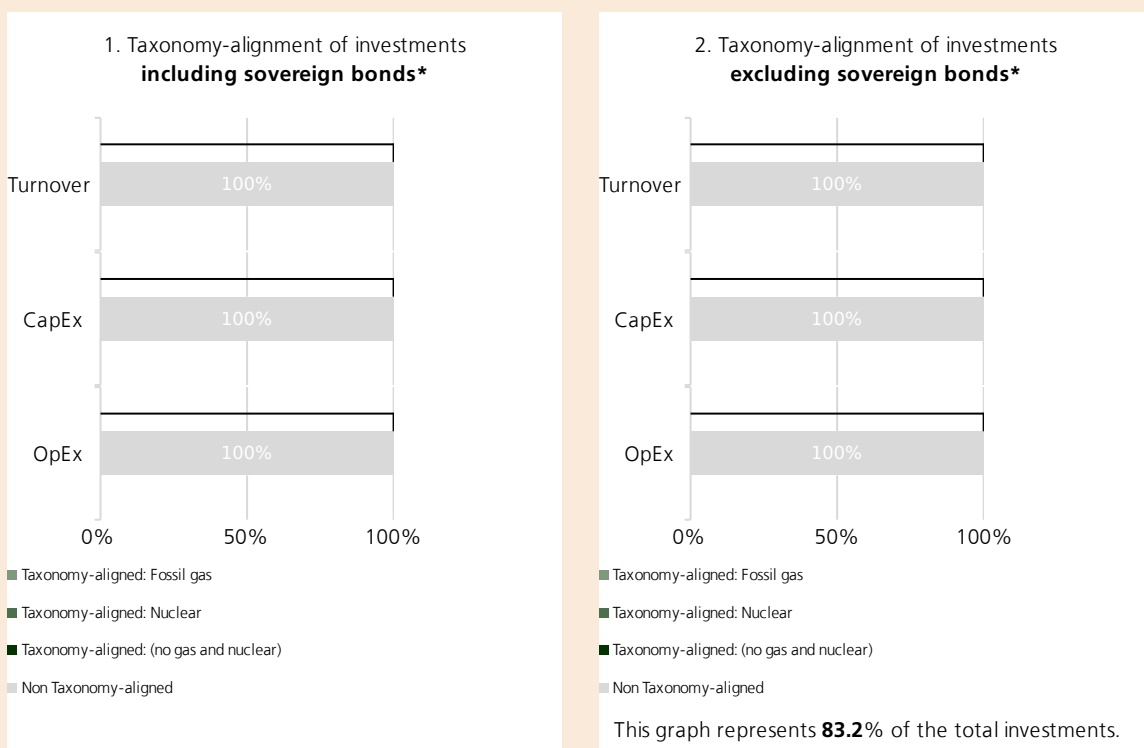 1. Taxonomy-alignment of investments
including sovereign bonds*
Turnover
100%
CapEx
100%
OpEx
100%
0% 50% 100%
Taxonomy-aligned: Fossil gas
Taxonomy-aligned: Nuclear
Taxonomy-aligned: (no gas and nuclear)
Non Taxonomy-aligned
2. Taxonomy-alignment of investments
excluding sovereign bonds*
Turnover
100%
CapEx
100%
OpEx
100%
0% 50% 100%
Taxonomy-aligned: Fossil gas
Taxonomy-aligned: Nuclear
Taxonomy-aligned: (no gas and nuclear)
Non Taxonomy-aligned
This graph represents 83.2% of the total investments.